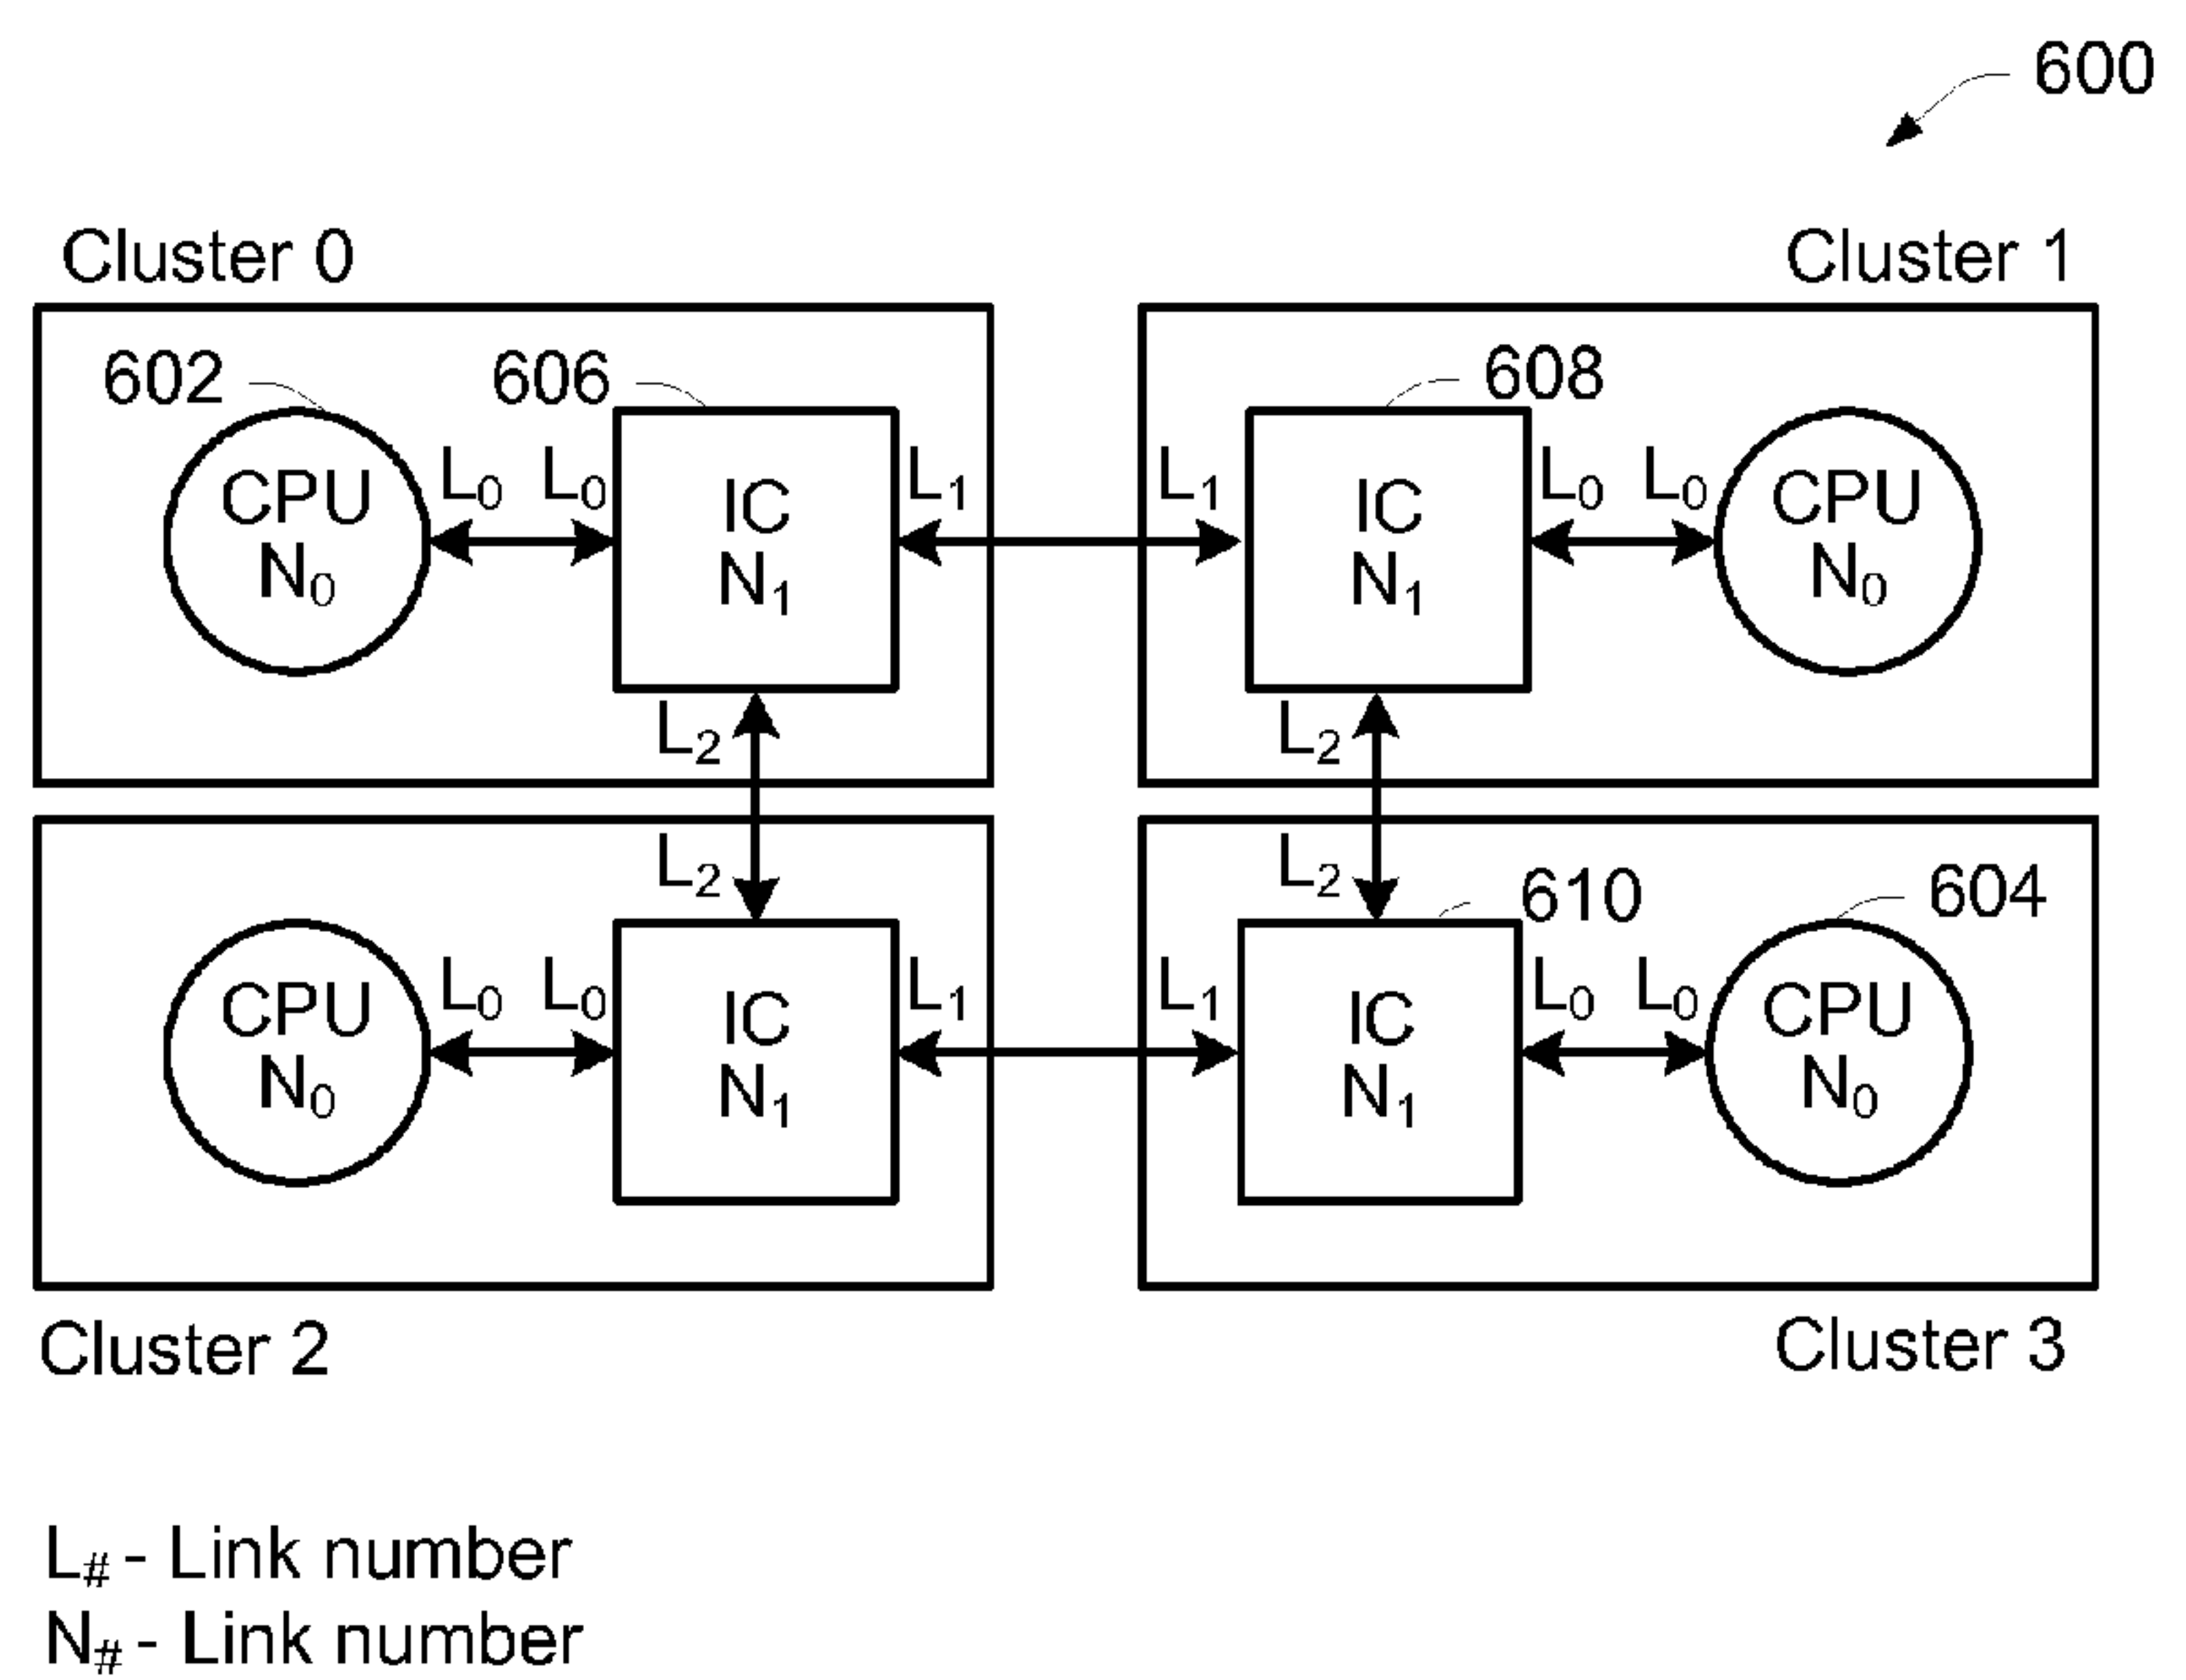 600
Cluster 0
Cluster 1
602
606
608
CPU
N0
L0
L0
IC
N1
L1
L1
IC
N1
L0
L0
CPU
N0
L2
L2
L2
L2
610
604
CPU
N0
L0
L0
IC
N1
L1
L1
IC
N1
L0
L0
CPU
N0
Cluster 2
Cluster 3
L# - Link number
N# - Link number